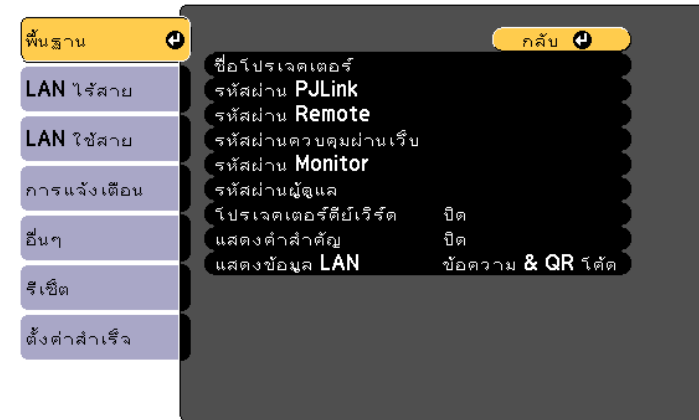 พื้นฐาน
LAN ไร้สาย
LAN ใช้สาย
การแจ้งเตือน
อื่นๆ
รีเซ็ต
ตั้งค่าสำเร็จ
กลับ
ชื่อโปรเจคเตอร์
รหัสผ่าน PJLink
รหัสผ่าน Remote
รหัสผ่านควบคุมผ่านเว็บ
รหัสผ่าน Monitor
รหัสผ่านผู้ดูแล
โปรเจคเตอร์คีย์เวิร์ด ปิด
แสดงคำสำคัญ ปิด
แสดงข้อมูล LAN ข้อความ & QR โค้ด